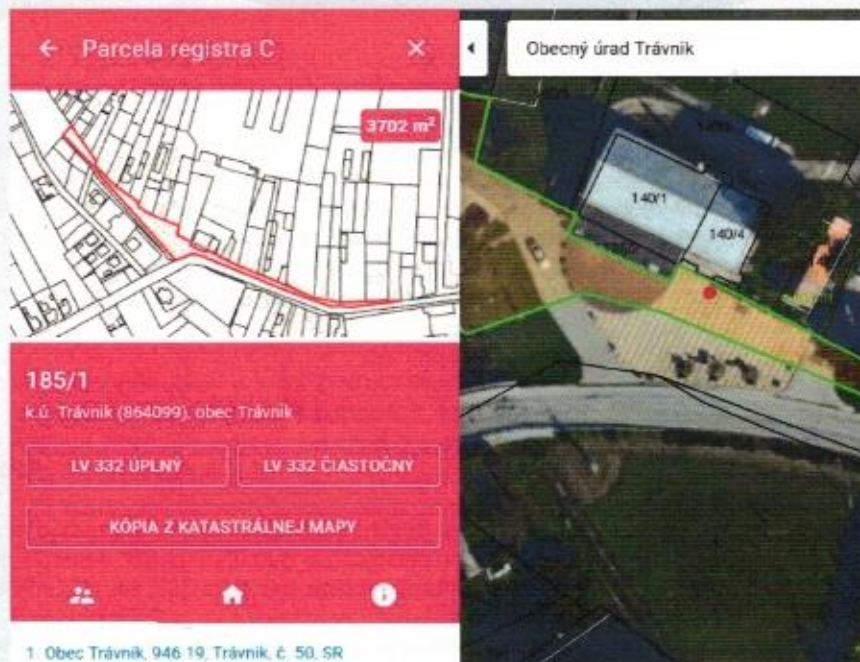 Parcela registra C
3702 m²
185/1
k.ú. Trávnik (864099), obec Trávnik
LV 332 ÚPLNÝ
LV 332 ČIASTOČNÝ
KÓPIA Z KATASTRÁLNEJ MAPY
1. Obec Trávnik, 946 19, Trávnik, č. 50, SR
Obecný úrad Trávnik
140/1
140/4